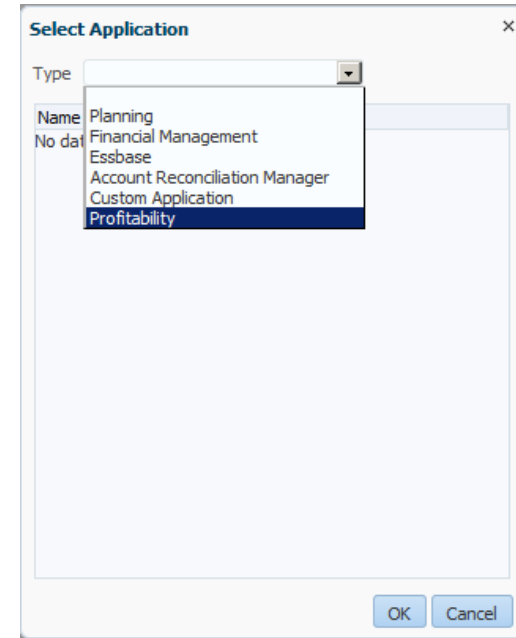 Select Application ×
Type
Name
No dat
Planning
Financial Management
Essbase
Account Reconciliation Manager
Custom Application
Profitability
OK Cancel